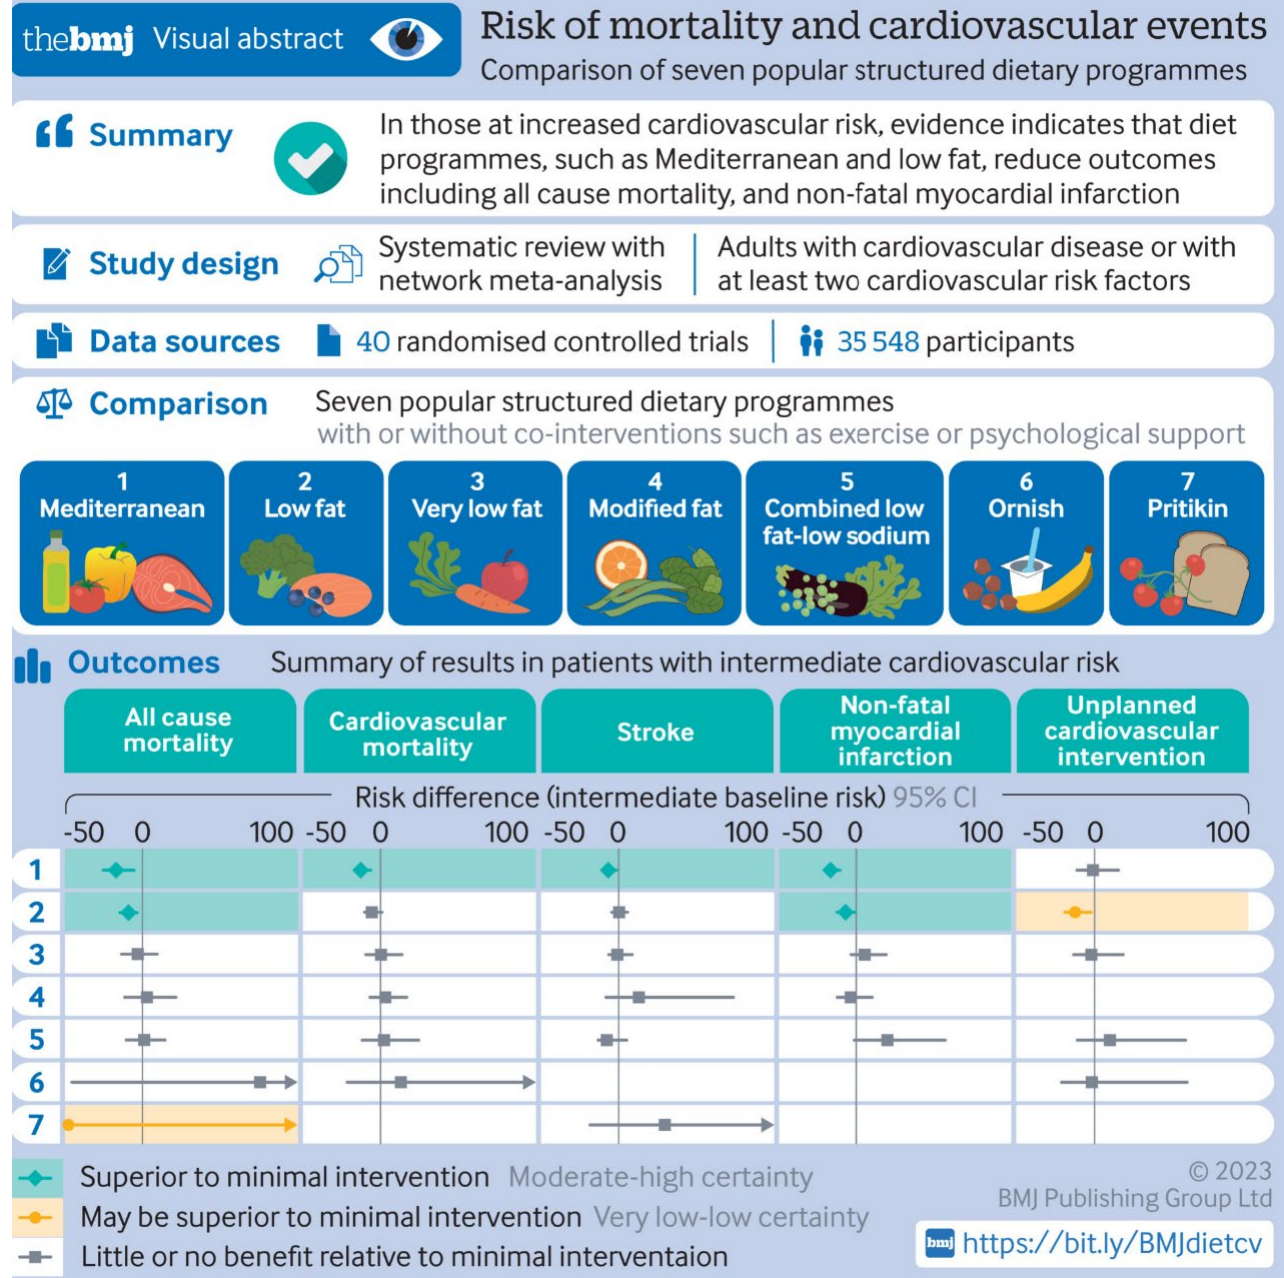 thebmj Visual abstract
Risk of mortality and cardiovascular events
Comparison of seven popular structured dietary programmes
Summary
In those at increased cardiovascular risk, evidence indicates that diet
programmes, such as Mediterranean and low fat, reduce outcomes
including all cause mortality, and non-fatal myocardial infarction
Study design
Systematic review with
network meta-analysis
Adults with cardiovascular disease or with
at least two cardiovascular risk factors
Data sources
40 randomised controlled trials
35 548 participants
Comparison
Seven popular structured dietary programmes
with or without co-interventions such as exercise or psychological support
1
Mediterranean
2
Low fat
3
Very low fat
4
Modified fat
5
Combined low
fat-low sodium
6
Ornish
7
Pritikin
Outcomes
Summary of results in patients with intermediate cardiovascular risk
All cause
mortality
Cardiovascular
mortality
Stroke
Non-fatal
myocardial
infarction
Unplanned
cardiovascular
intervention
Risk difference (intermediate baseline risk) 95% CI
-50 0 100 -50 0 100 -50 0 100 -50 0 100 -50 0 100
1
2
3
4
5
6
7
Superior to minimal intervention Moderate-high certainty
May be superior to minimal intervention Very low-low certainty
Little or no benefit relative to minimal interventaion
© 2023
BMJ Publishing Group Ltd
bmj https://bit.ly/BMJdietcv